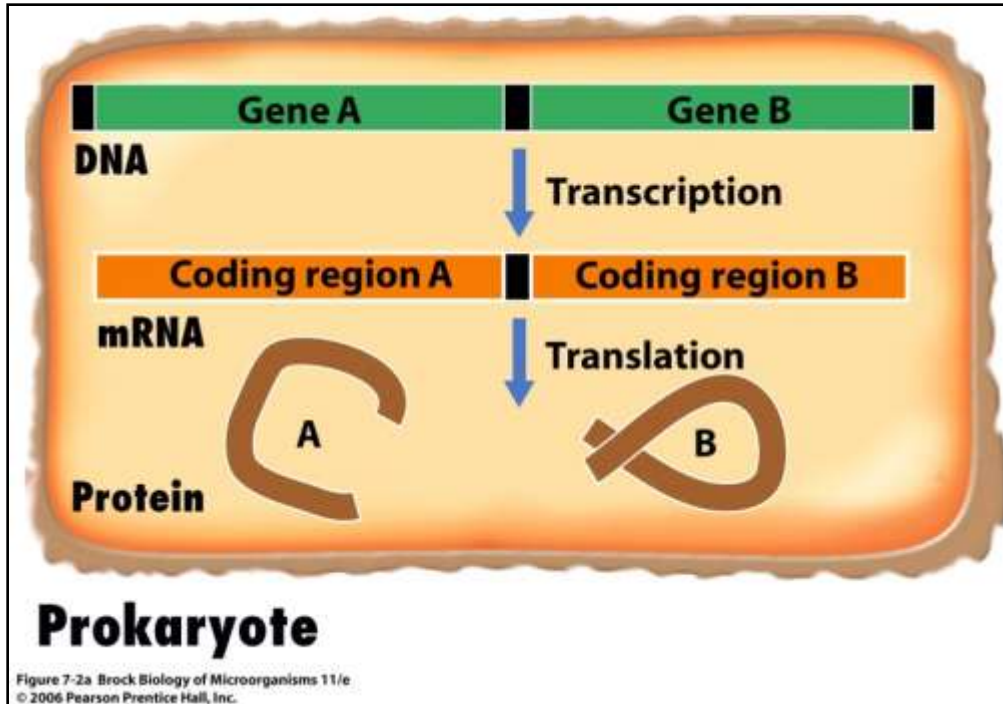 Gene A Gene B
DNA
Transcription
Coding region A Coding region B
mRNA
Translation
A B
Protein
Prokaryote
Figure 7-2a Brock Biology of Microorganisms 11/e
© 2006 Pearson Prentice Hall, Inc.